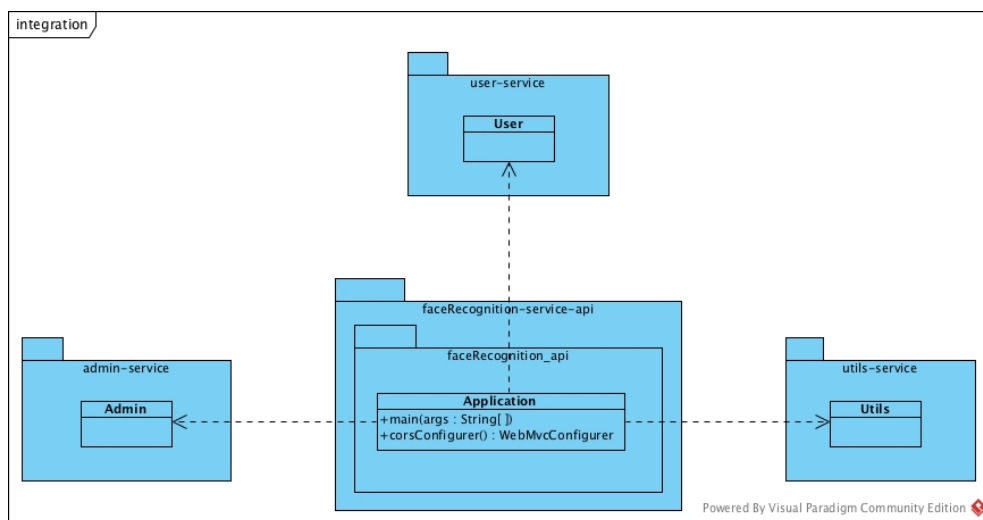 integration
user-service
User
faceRecognition-service-api
faceRecognition_api
Application
+main(args : String[ ])
+corsConfigurer() : WebMvcConfigurer
admin-service
Admin
utils-service
Utils
Powered By Visual Paradigm Community Edition